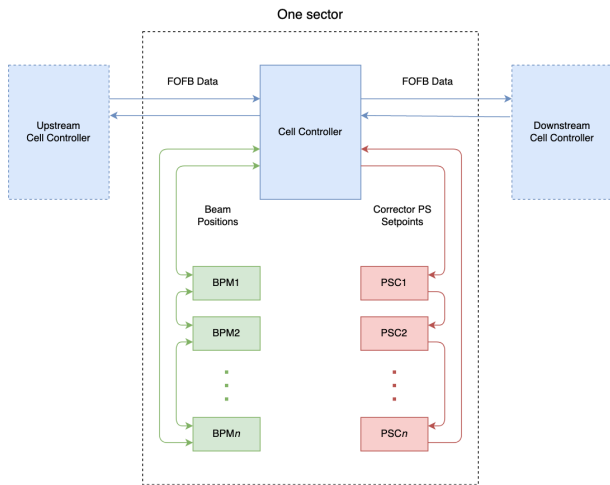 One sector
FOFB Data
FOFB Data
Upstream
Cell Controller
Cell Controller
Downstream
Cell Controller
Beam
Positions
Corrector PS
Setpoints
BPM1
PSC1
BPM2
PSC2
BPMn
PSCn